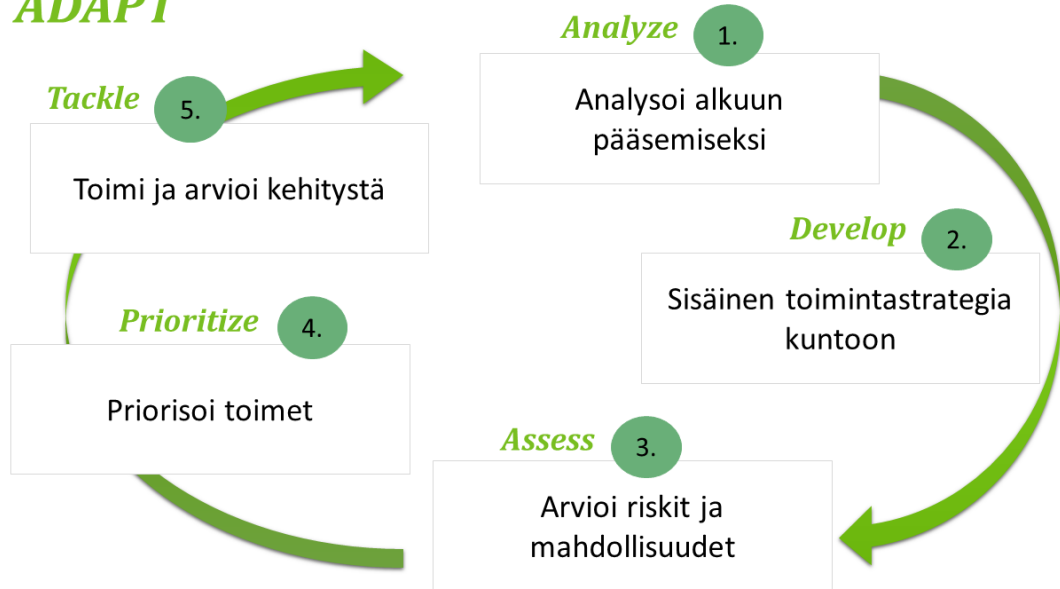 ADAPT
Analyze
1.
Analysoi alkuun
pääsemiseksi
Develop
2.
Sisäinen toimintastrategia
kuntoon
Assess
3.
Arvioi riskit ja
mahdollisuudet
Prioritize
4.
Priorisoi toimet
Tackle
5.
Toimi ja arvioi kehitystä